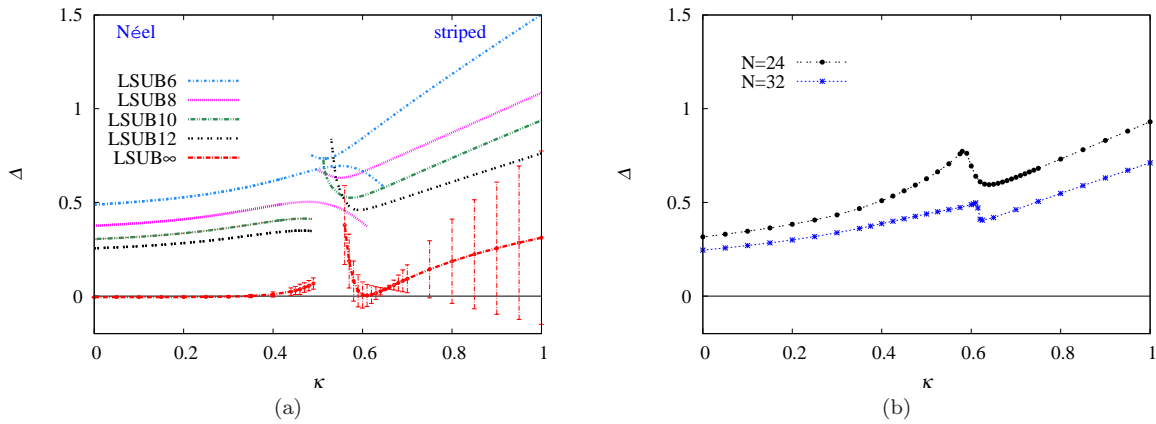 Néel striped
LSUB6
LSUB8
LSUB10
LSUB12
LSUB∞
1.5
1
0.5
0
Δ
0 0.2 0.4 0.6 0.8 1
κ
(a)
N=24
N=32
1.5
1
0.5
0
Δ
0 0.2 0.4 0.6 0.8 1
κ
(b)